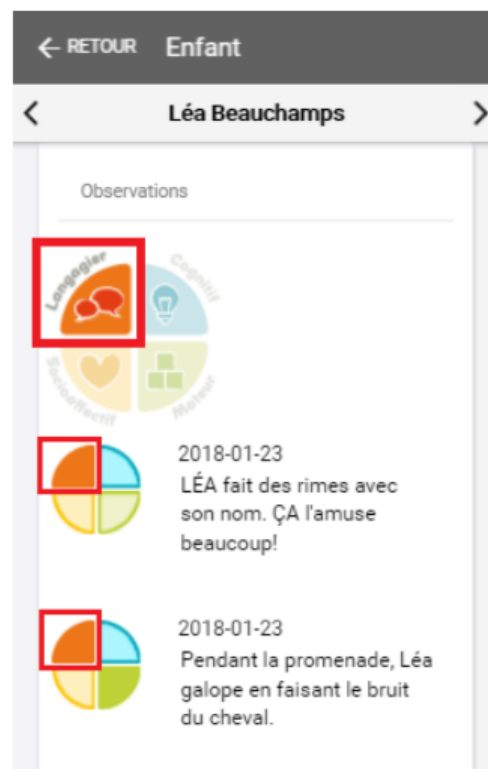 ← RETOUR Enfant
< Léa Beauchamps >
Observations
Langagier
Cognitif
Socioaffectif
Moteur
2018-01-23
LÉA fait des rimes avec
son nom. ÇA l'amuse
beaucoup!
2018-01-23
Pendant la promenade, Léa
galope en faisant le bruit
du cheval.